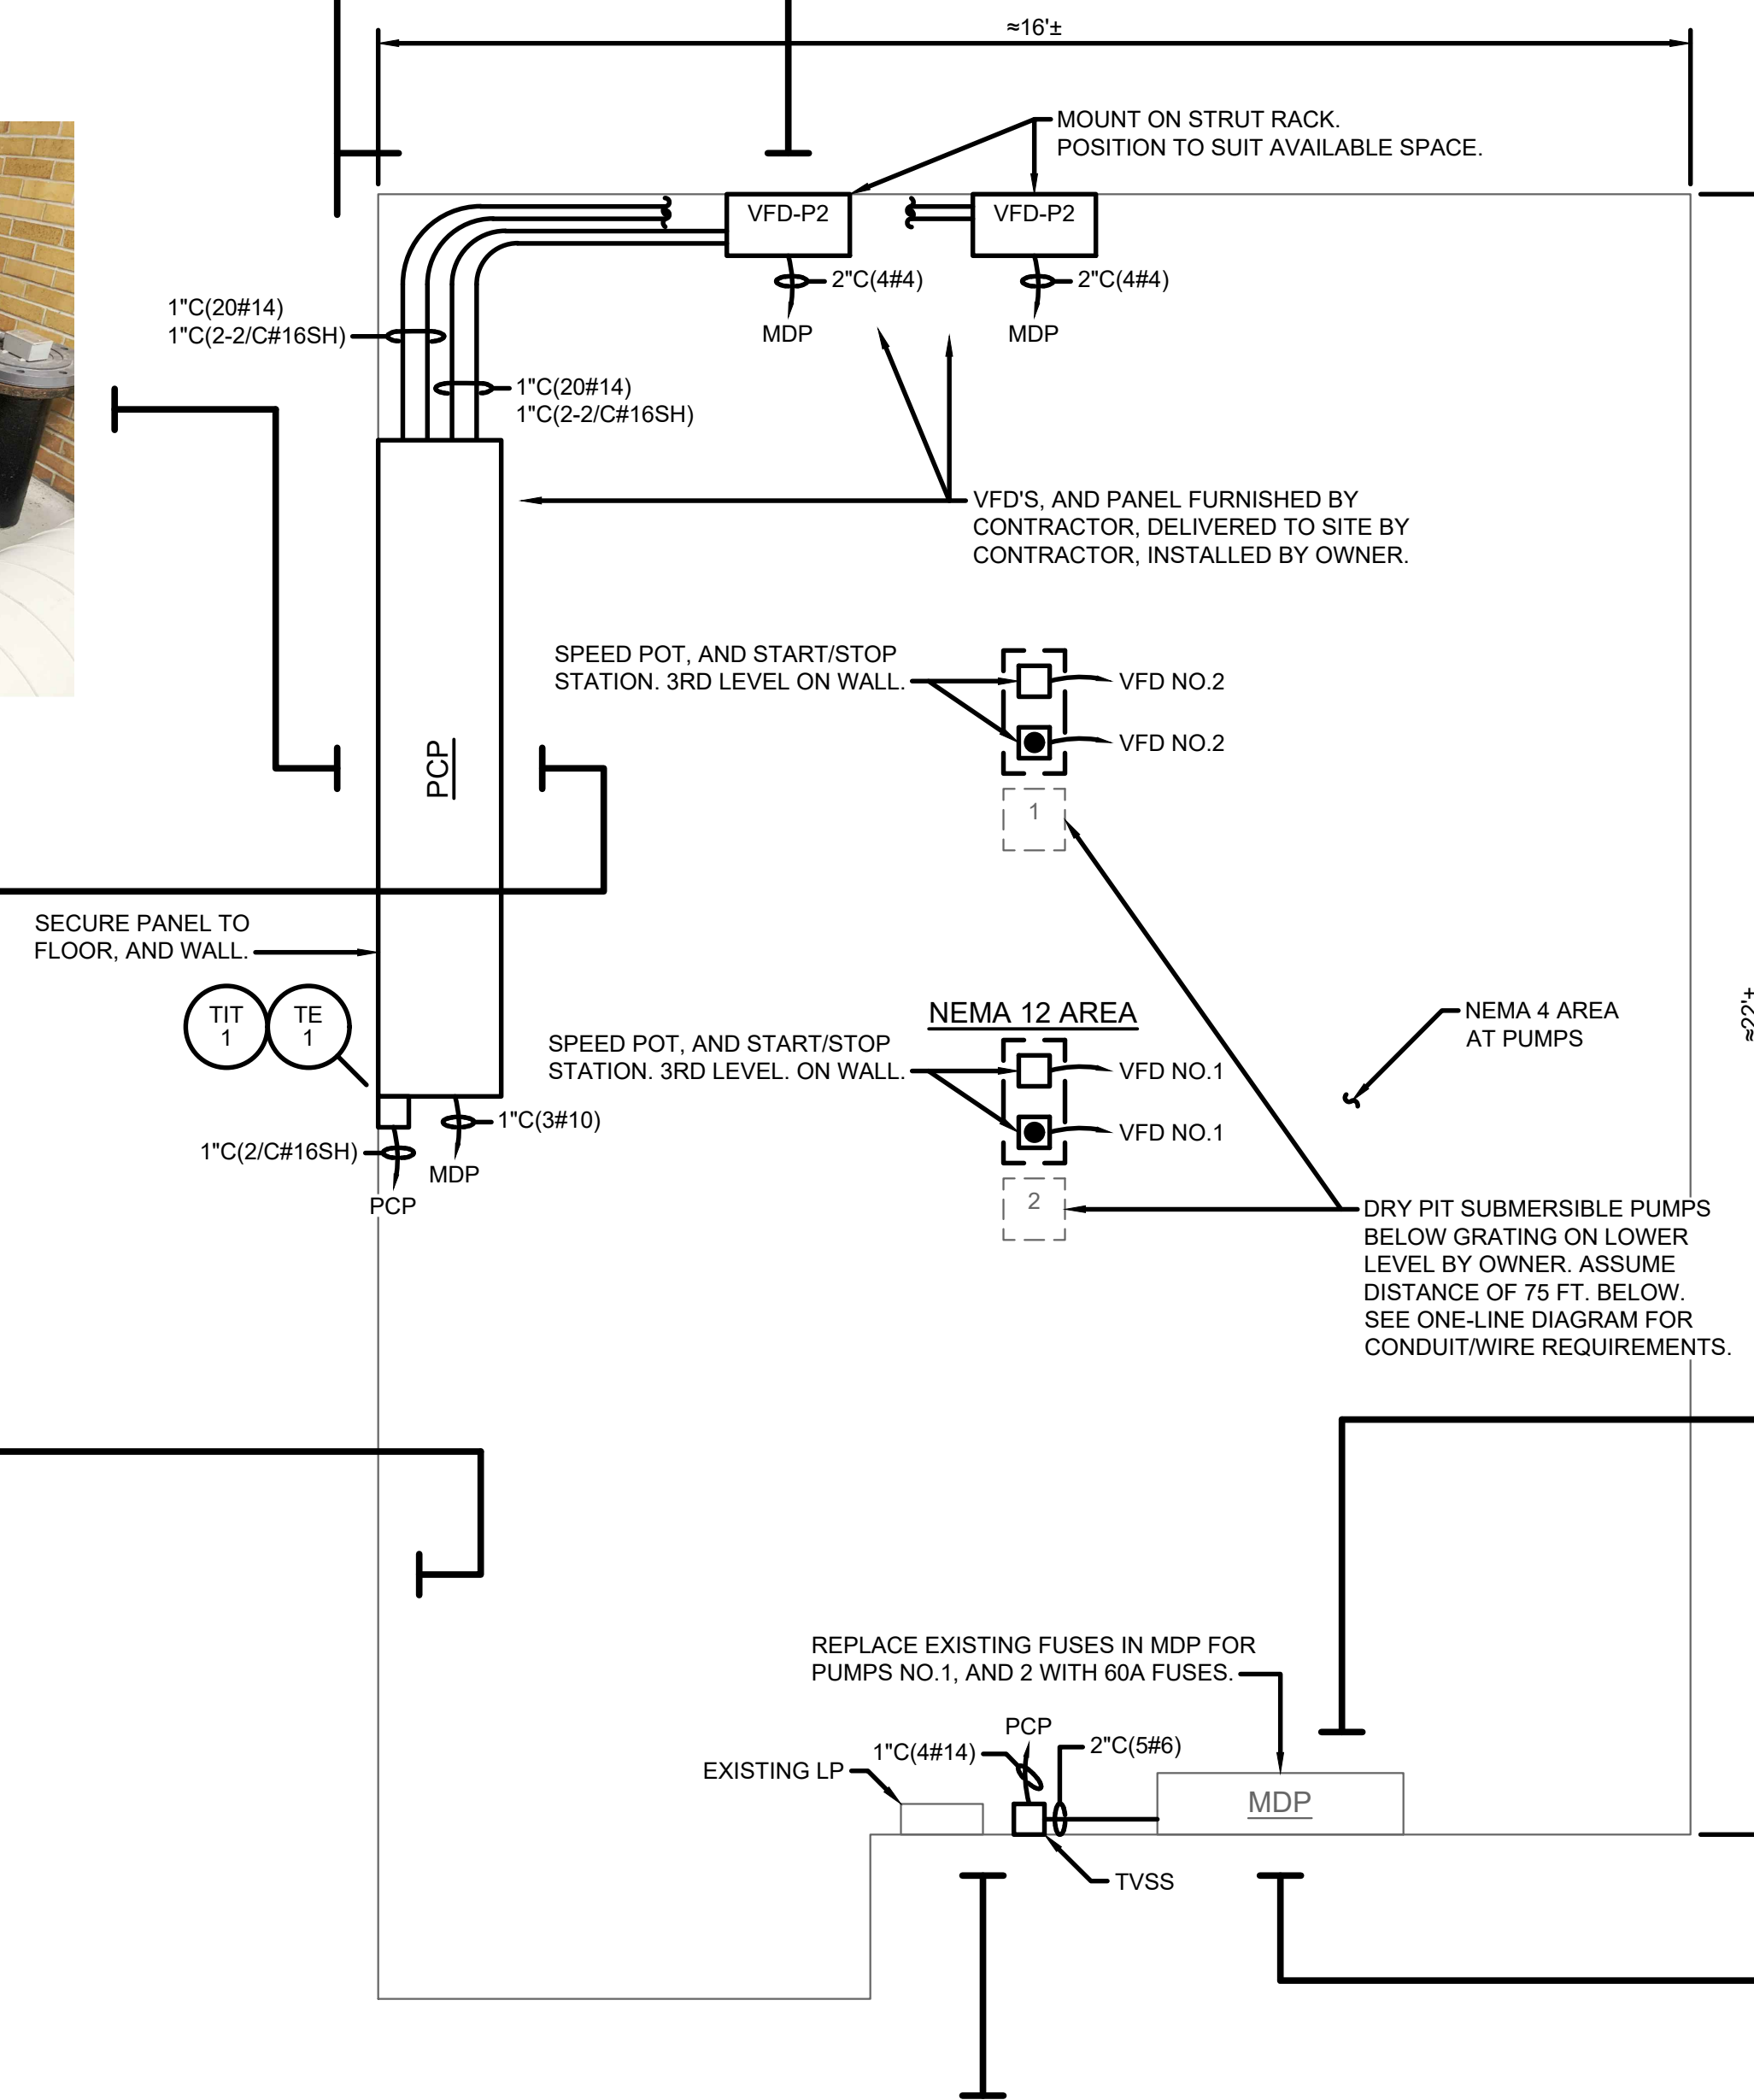 ≈16'±
MOUNT ON STRUT RACK.
POSITION TO SUIT AVAILABLE SPACE.
VFD-P2
VFD-P2
2"C(4#4)
2"C(4#4)
MDP
MDP
1"C(20#14)
1"C(2-2/C#16SH)
1"C(20#14)
1"C(2-2/C#16SH)
VFD'S, AND PANEL FURNISHED BY
CONTRACTOR, DELIVERED TO SITE BY
CONTRACTOR, INSTALLED BY OWNER.
SPEED POT, AND START/STOP
STATION. 3RD LEVEL ON WALL.
VFD NO.2
VFD NO.2
PCP
1
SECURE PANEL TO
FLOOR, AND WALL.
TIT
1
TE
1
NEMA 12 AREA
NEMA 4 AREA
AT PUMPS
≈22'±
SPEED POT, AND START/STOP
STATION. 3RD LEVEL. ON WALL.
VFD NO.1
VFD NO.1
1"C(3#10)
1"C(2/C#16SH)
MDP
PCP
2
DRY PIT SUBMERSIBLE PUMPS
BELOW GRATING ON LOWER
LEVEL BY OWNER. ASSUME
DISTANCE OF 75 FT. BELOW.
SEE ONE-LINE DIAGRAM FOR
CONDUIT/WIRE REQUIREMENTS.
REPLACE EXISTING FUSES IN MDP FOR
PUMPS NO.1, AND 2 WITH 60A FUSES.
PCP
1"C(4#14)
2"C(5#6)
EXISTING LP
MDP
TVSS